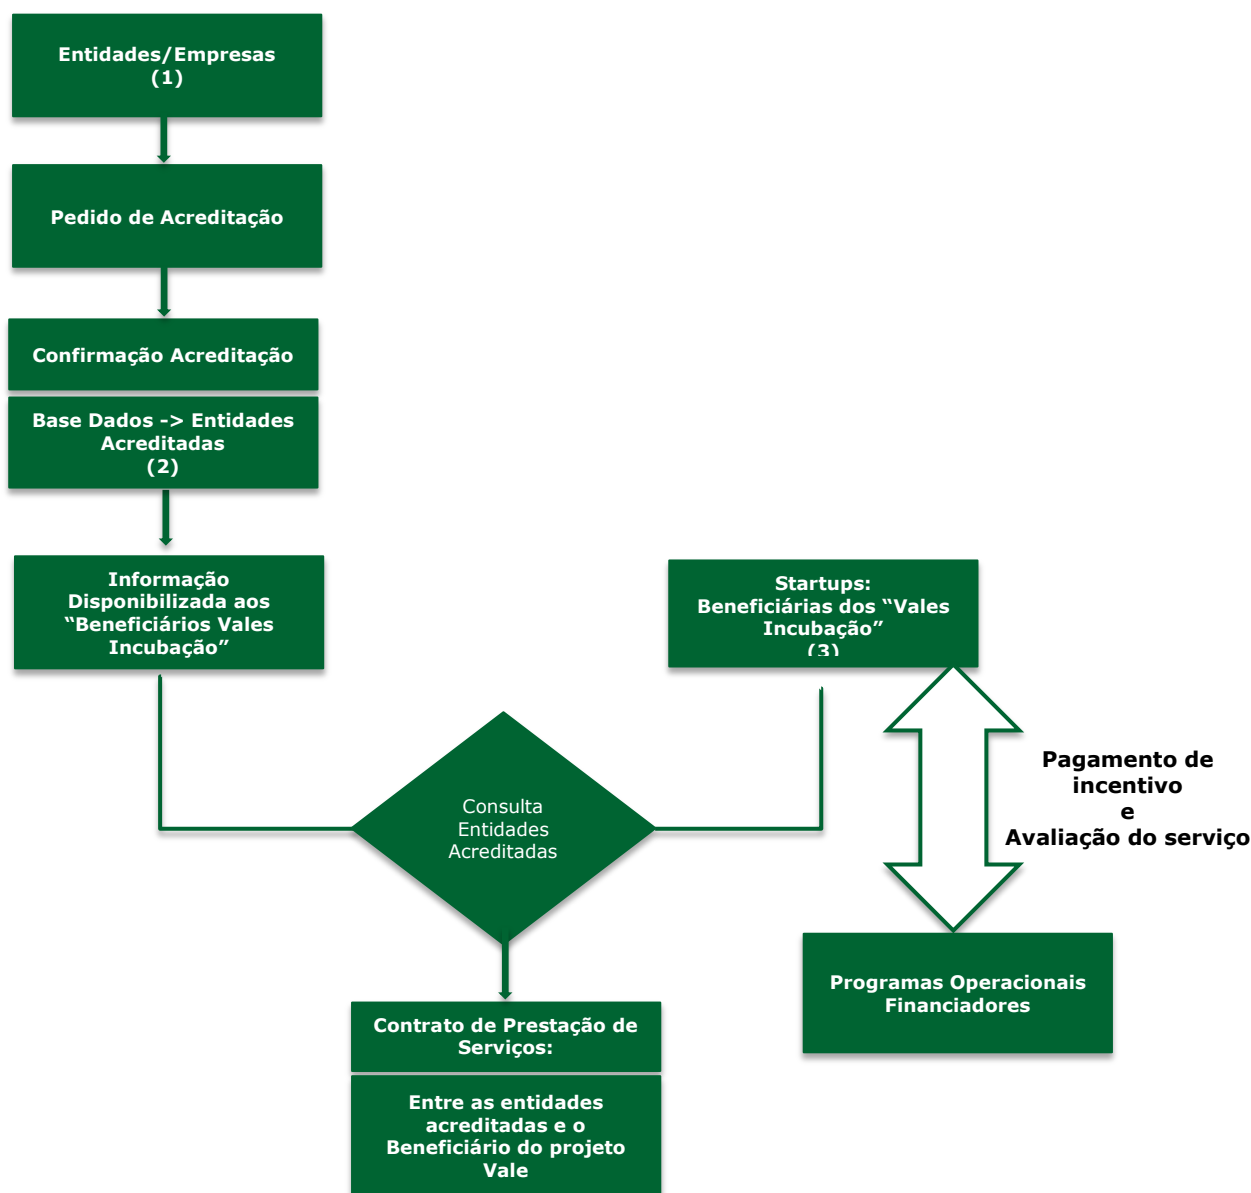 Entidades/Empresas
(1)
Pedido de Acreditação
Confirmação Acreditação
Base Dados -> Entidades
Acreditadas
(2)
Informação
Disponibilizada aos
“Beneficiários Vales
Incubação”
Startups:
Beneficiárias dos “Vales
Incubação”
(3)
Consulta
Entidades
Acreditadas
Pagamento de
incentivo
e
Avaliação do serviço
Programas Operacionais
Financiadores
Contrato de Prestação de
Serviços:
Entre as entidades
acreditadas e o
Beneficiário do projeto
Vale